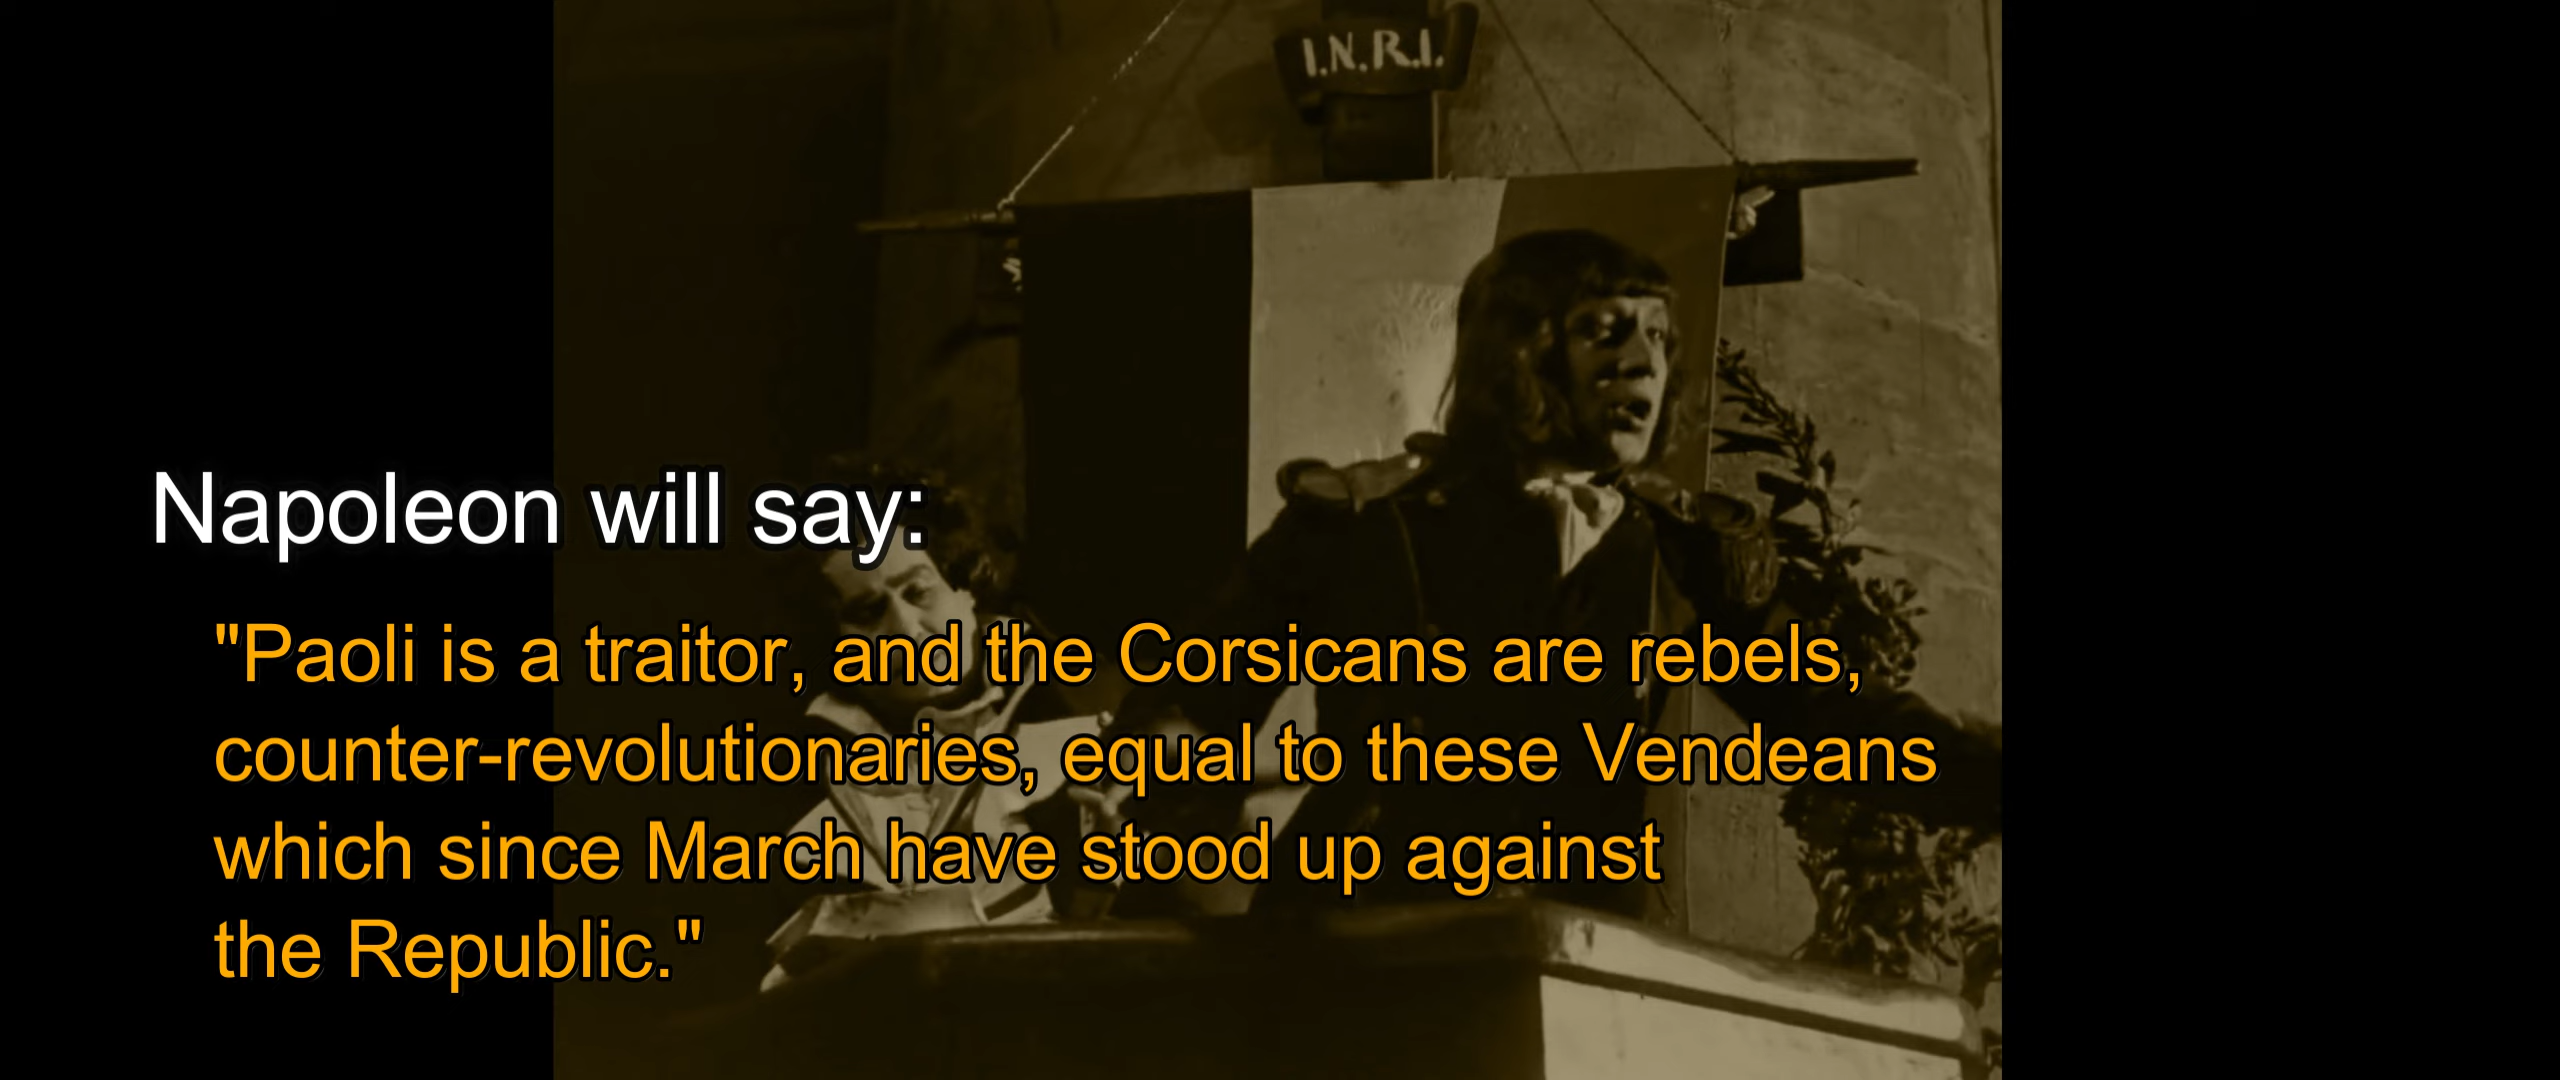 I.N.R.I.
Napoleon will say:
"Paoli is a traitor, and the Corsicans are rebels,
counter-revolutionaries, equal to these Vendeans
which since March have stood up against
the Republic."